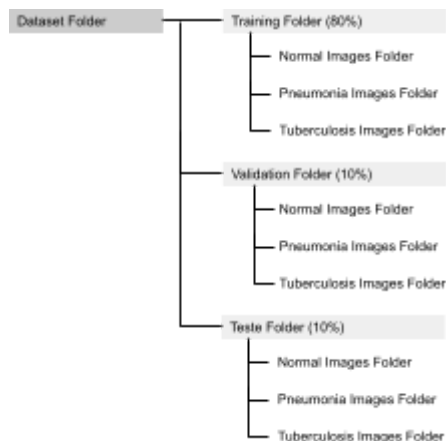 Dataset Folder
Training Folder (80%)
Normal Images Folder
Pneumonia Images Folder
Tuberculosis Images Folder
Validation Folder (10%)
Normal Images Folder
Pneumonia Images Folder
Tuberculosis Images Folder
Teste Folder (10%)
Normal Images Folder
Pneumonia Images Folder
Tuberculosis Images Folder